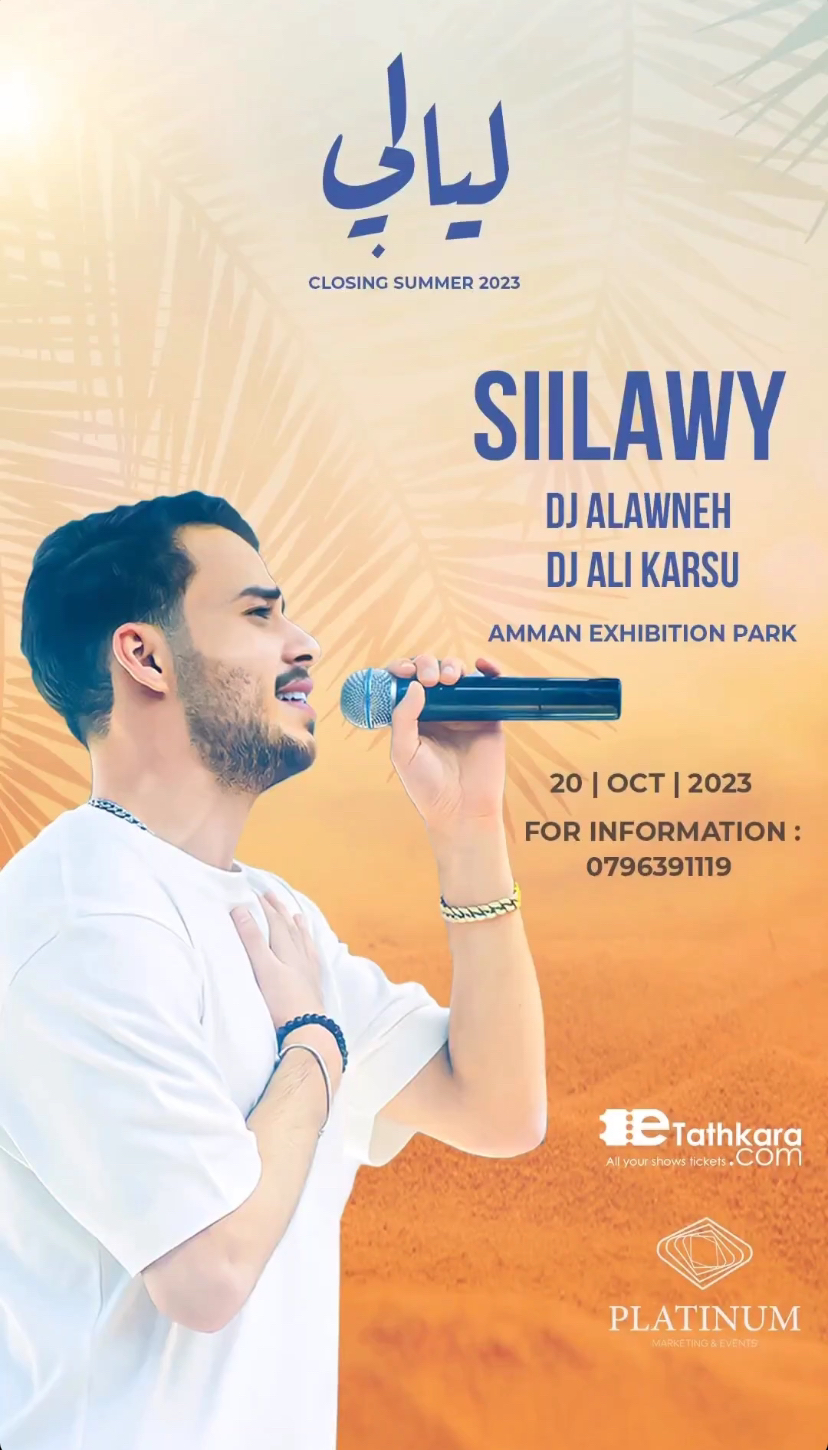 ليالي
CLOSING SUMMER 2023
SIILAWY
DJ ALAWNEH
DJ ALI KARSU
AMMAN EXHIBITION PARK
20 | OCT | 2023
FOR INFORMATION :
0796391119
eTathkara
All your shows tickets .com
PLATINUM
MARKETING & EVENTS